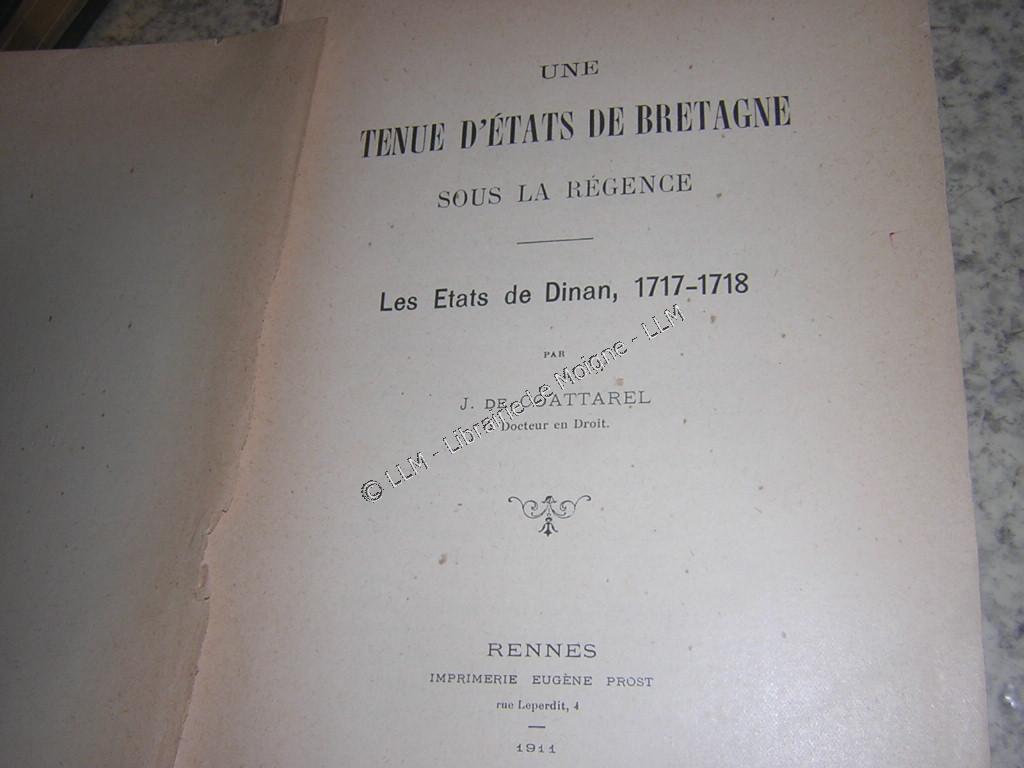 UNE
TENUE D'ÉTATS DE BRETAGNE
SOUS LA RÉGENCE
Les Etats de Dinan, 1717-1718
PAR
J. DE
Docteur en Droit.
© LLM - Librairie Le Moigne - LLM
RENNES
IMPRIMERIE EUGÈNE PROST
rue Leperdit, 4
1911